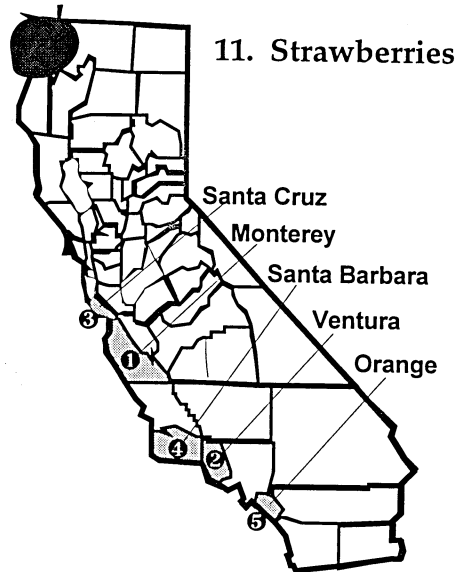 11. Strawberries
Santa Cruz
Monterey
Santa Barbara
Ventura
Orange
3
1
4
2
5